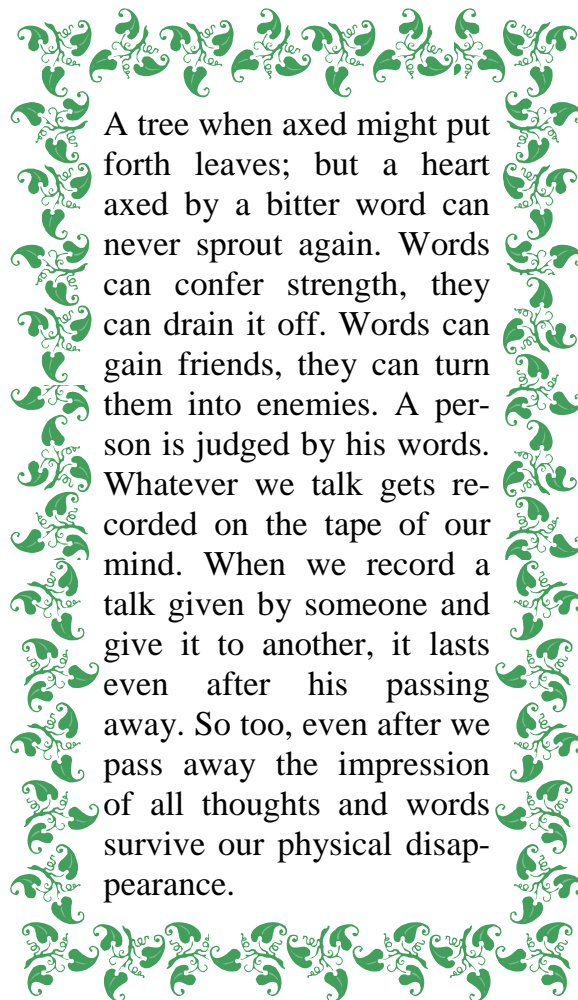 A tree when axed might put
forth leaves; but a heart
axed by a bitter word can
never sprout again. Words
can confer strength, they
can drain it off. Words can
gain friends, they can turn
them into enemies. A per-
son is judged by his words.
Whatever we talk gets re-
corded on the tape of our
mind. When we record a
talk given by someone and
give it to another, it lasts
even after his passing
away. So too, even after we
pass away the impression
of all thoughts and words
survive our physical disap-
pearance.